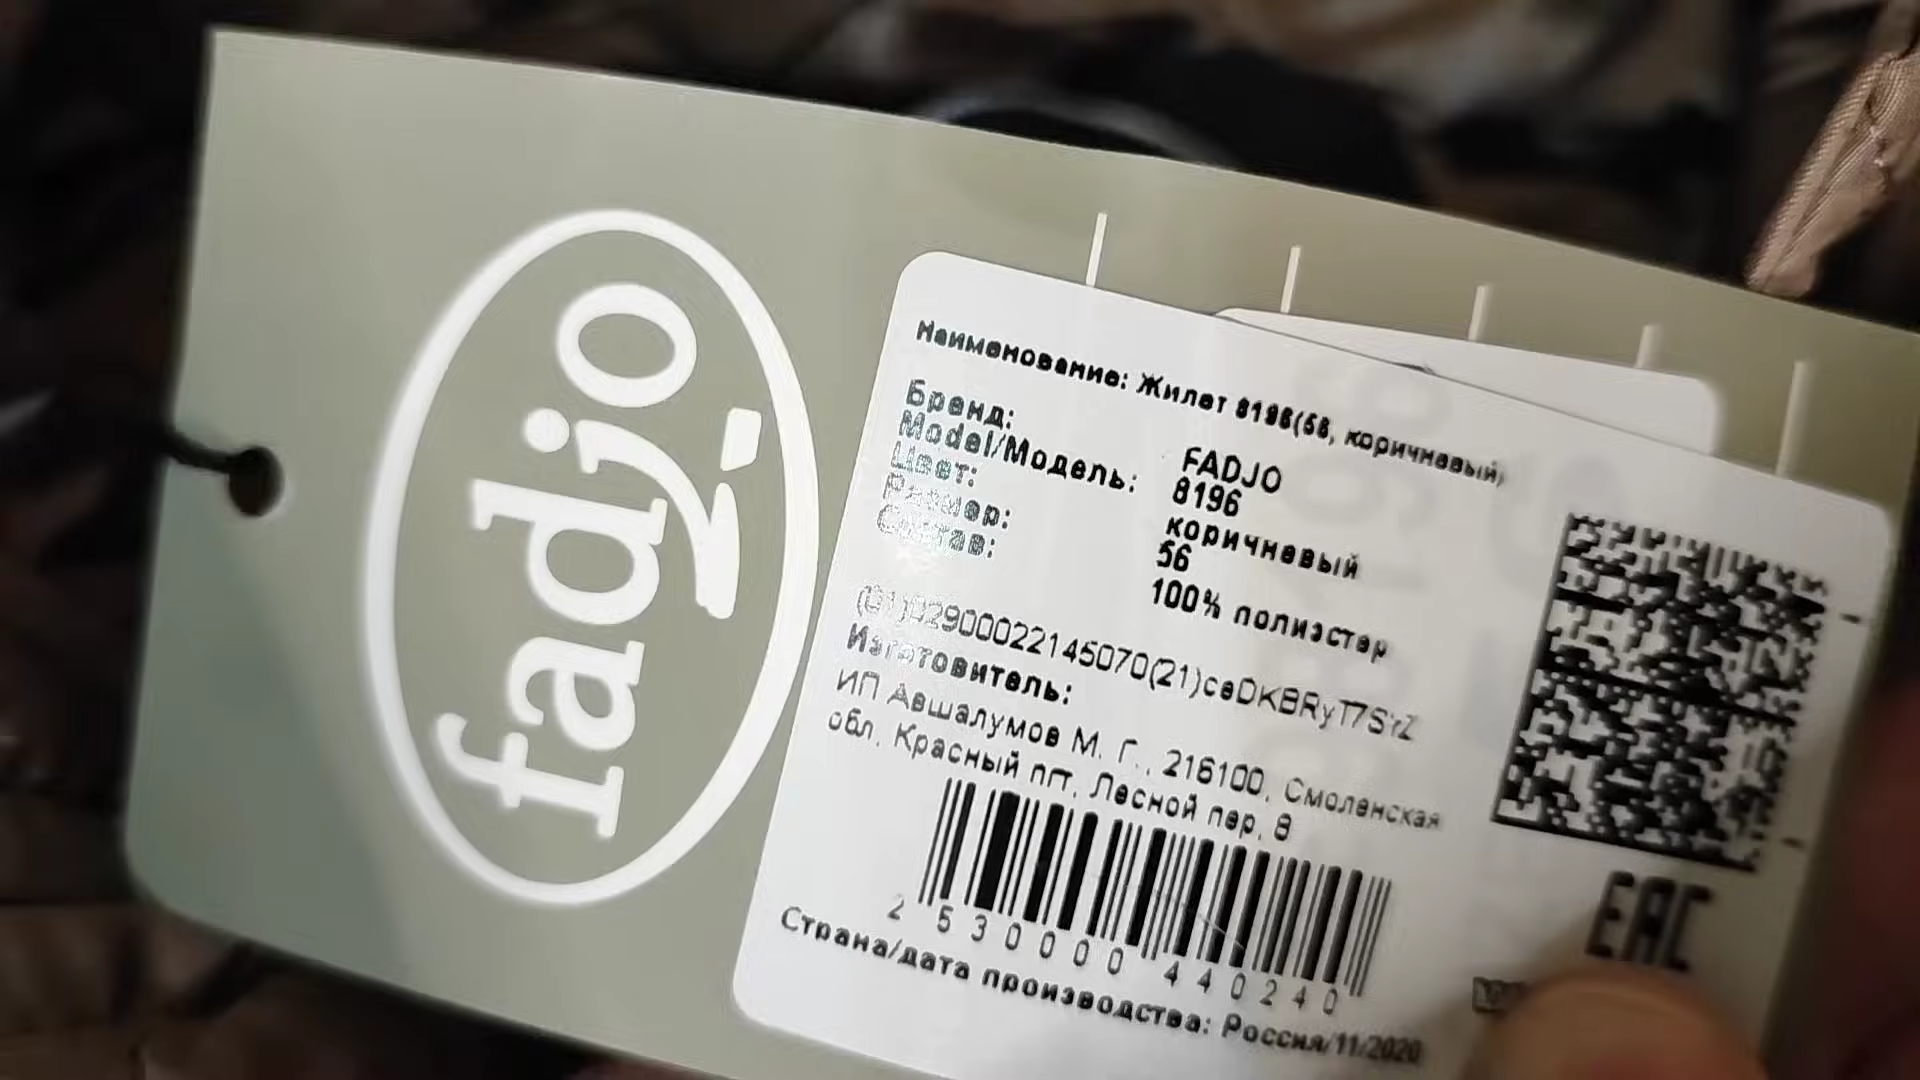 fadjo
Наименование: Жилет 8196(56, коричневый)
Бренд: FADJO
Model/Модель: 8196
Цвет: коричневый
Размер: 56
Состав: 100% полиэстер
(01)02900022145070(21)ceDKBRyT7SrZ
Изготовитель:
ИП Авшалумов М. Г., 216100, Смоленская
обл, Красный пгт, Лесной пер, 8
2 530000 440240
Страна/дата производства: Россия/11/2020
EAC